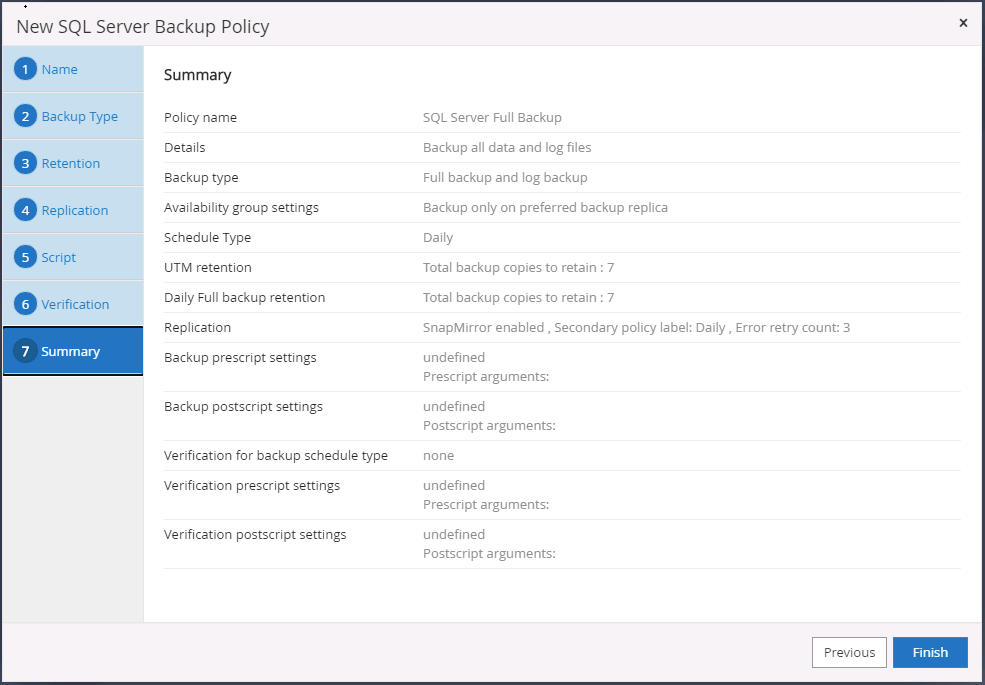 New SQL Server Backup Policy
×
1 Name
2 Backup Type
3 Retention
4 Replication
5 Script
6 Verification
7 Summary
Summary
Policy name SQL Server Full Backup
Details Backup all data and log files
Backup type Full backup and log backup
Availability group settings Backup only on preferred backup replica
Schedule Type Daily
UTM retention Total backup copies to retain : 7
Daily Full backup retention Total backup copies to retain : 7
Replication SnapMirror enabled , Secondary policy label: Daily , Error retry count: 3
Backup prescript settings undefined
Prescript arguments:
Backup postscript settings undefined
Postscript arguments:
Verification for backup schedule type none
Verification prescript settings undefined
Prescript arguments:
Verification postscript settings undefined
Postscript arguments:
Previous Finish